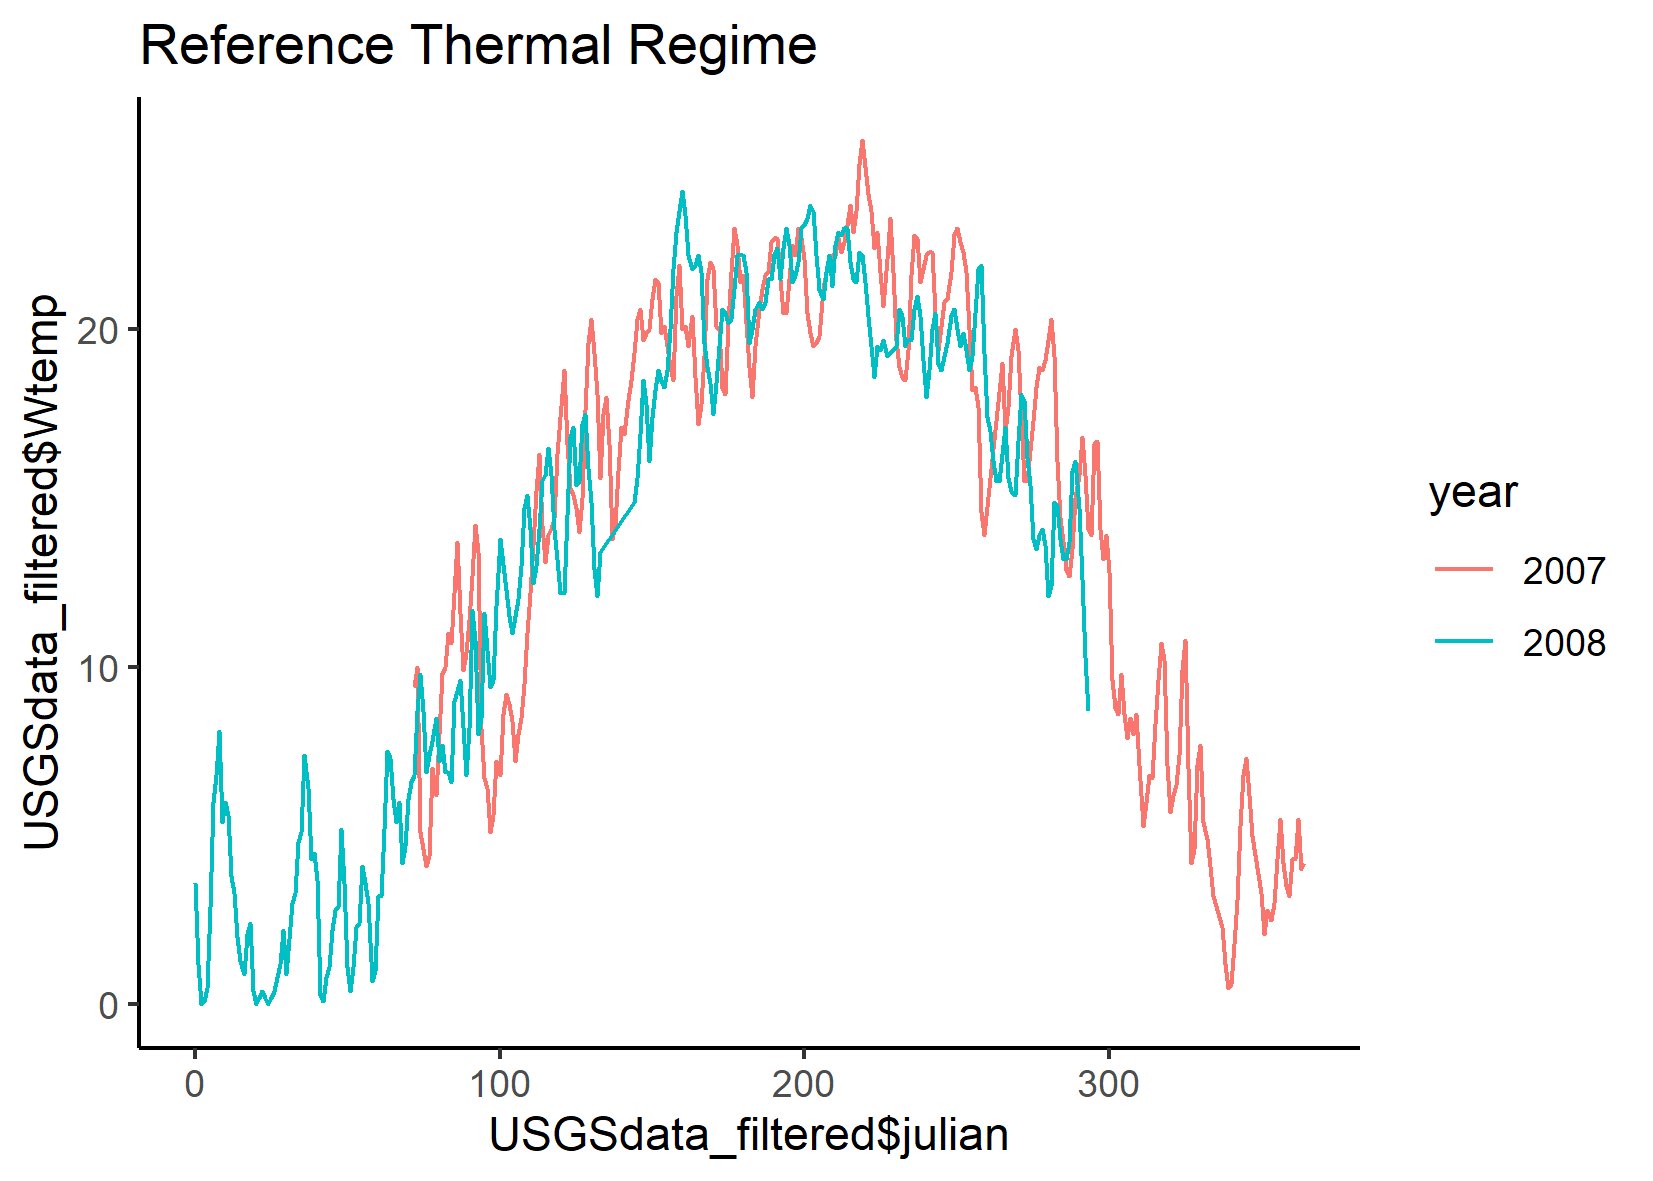 Reference Thermal Regime
USGSdata_filtered$Wtemp
20
10
0
0 100 200 300
USGSdata_filtered$julian
year
2007
2008